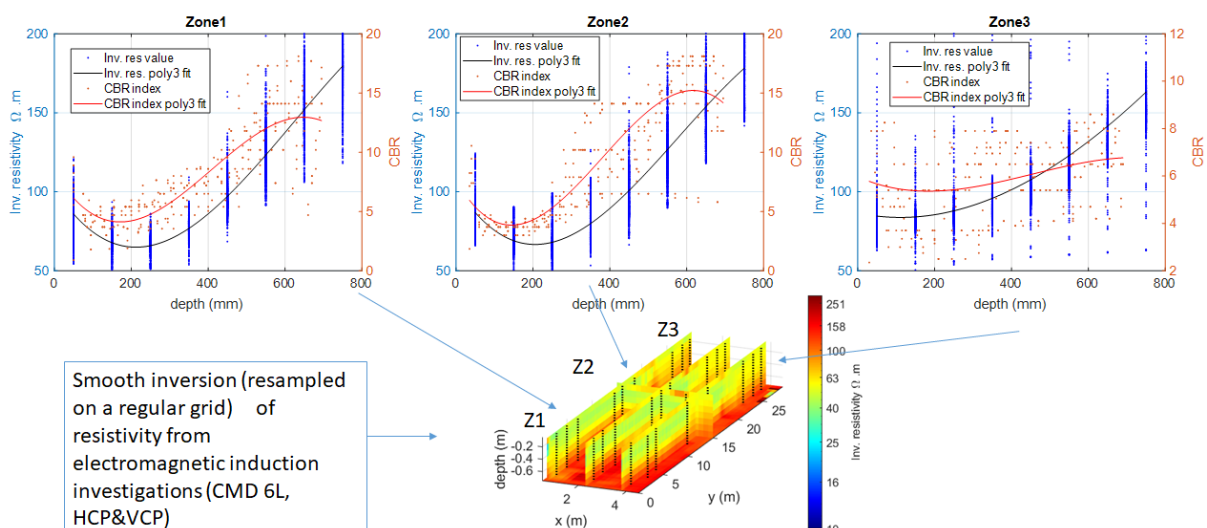 Zone1
200
150
100
50
Inv. resistivity Ω .m
20
15
10
5
0
CBR
Inv. res value
Inv. res. poly3 fit
CBR index
CBR index poly3 fit
0
200
400
600
800
depth (mm)
Zone2
200
150
100
50
Inv. resistivity Ω .m
20
15
10
5
0
CBR
Inv. res value
Inv. res. poly3 fit
CBR index
CBR index poly3 fit
0
200
400
600
800
depth (mm)
Zone3
200
150
100
50
Inv. resistivity Ω .m
12
10
8
6
4
2
CBR
Inv. res value
Inv. res. poly3 fit
CBR index
CBR index poly3 fit
0
200
400
600
800
depth (mm)
Smooth inversion (resampled
on a regular grid) of
resistivity from
electromagnetic induction
investigations (CMD 6L,
HCP&VCP)
Z1
Z2
Z3
depth (m)
-0.2
-0.4
-0.6
2
4
x (m)
0
5
10
15
20
25
y (m)
251
158
100
63
40
25
16
10
Inv. resistivity Ω .m